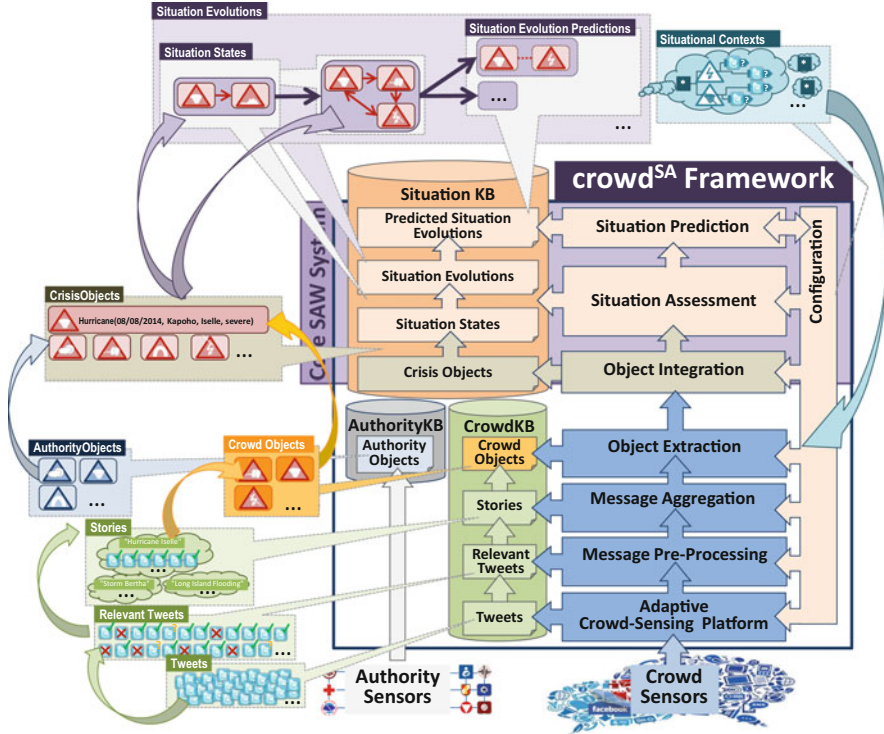 Situation Evolutions
Situation States
Situation Evolution Predictions
Situational Contexts
?
?
?
?
...
...
...
crowdSA Framework
Situation KB
Predicted Situation
Evolutions
Situation Prediction
Situation Evolutions
Situation Assessment
Situation States
Crisis Objects
Object Integration
Configuration
Core SAW System
CrisisObjects
Hurricane(08/08/2014, Kapoho, Iselle, severe)
...
AuthorityKB
Authority
Objects
CrowdKB
Crowd
Objects
Object Extraction
Stories
Message Aggregation
Relevant
Tweets
Message Pre-Processing
Tweets
Adaptive
Crowd-Sensing Platform
AuthorityObjects
...
Crowd Objects
...
Stories
"Hurricane Iselle"
...
"Storm Bertha"
...
"Long Island Flooding"
...
Relevant Tweets
...
Tweets
...
Authority
Sensors
Crowd
Sensors
facebook